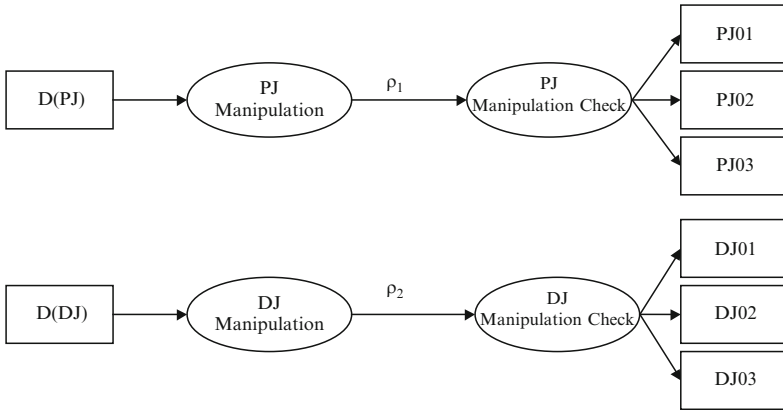 PJ01
D(PJ)
PJ
Manipulation
ρ1
PJ
Manipulation Check
PJ02
PJ03
DJ01
D(DJ)
DJ
Manipulation
ρ2
DJ
Manipulation Check
DJ02
DJ03